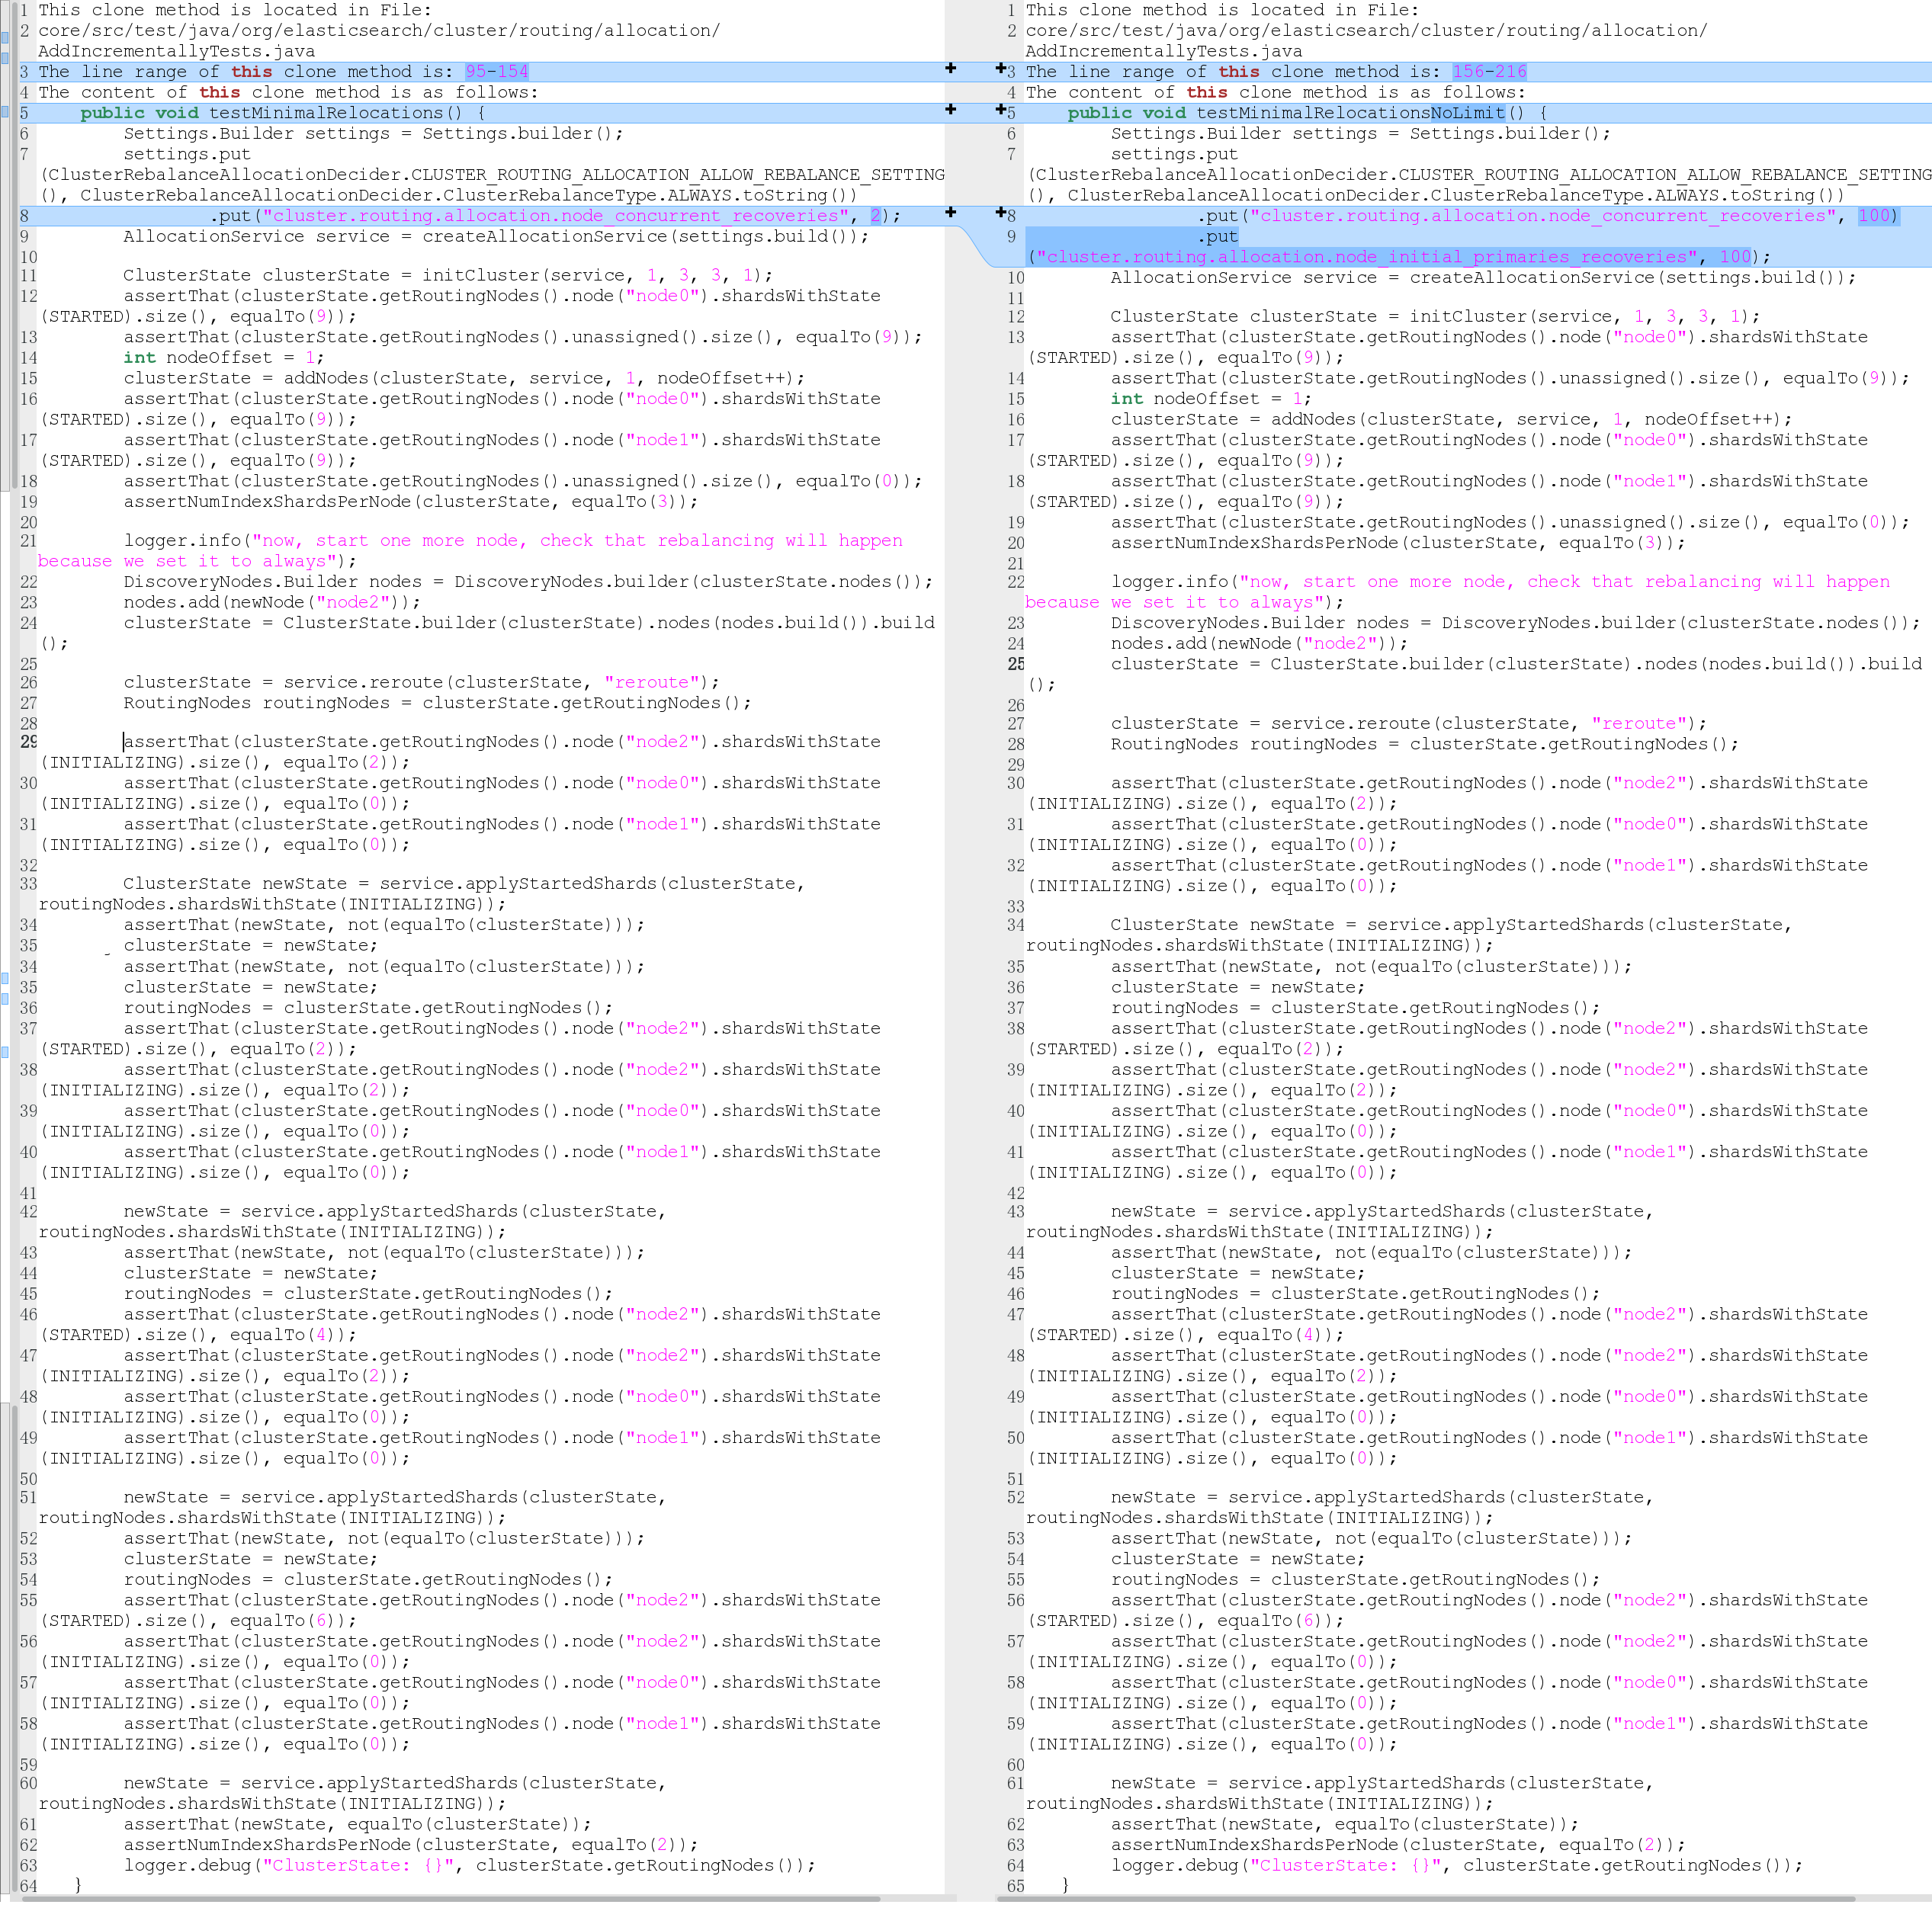 1 This clone method is located in File:
2 core/src/test/java/org/elasticsearch/cluster/routing/allocation/
AddIncrementallyTests.java
3 The line range of this clone method is: 95-154
4 The content of this clone method is as follows:
5     public void testMinimalRelocations() {
6         Settings.Builder settings = Settings.builder();
7         settings.put
(ClusterRebalanceAllocationDecider.CLUSTER_ROUTING_ALLOCATION_ALLOW_REBALANCE_SETTING
(), ClusterRebalanceAllocationDecider.ClusterRebalanceType.ALWAYS.toString())
8                 .put("cluster.routing.allocation.node_concurrent_recoveries", 2);
9         AllocationService service = createAllocationService(settings.build());
10
11         ClusterState clusterState = initCluster(service, 1, 3, 3, 1);
12         assertThat(clusterState.getRoutingNodes().node("node0").shardsWithState
(STARTED).size(), equalTo(9));
13         assertThat(clusterState.getRoutingNodes().unassigned().size(), equalTo(9));
14         int nodeOffset = 1;
15         clusterState = addNodes(clusterState, service, 1, nodeOffset++);
16         assertThat(clusterState.getRoutingNodes().node("node0").shardsWithState
(STARTED).size(), equalTo(9));
17         assertThat(clusterState.getRoutingNodes().node("node1").shardsWithState
(STARTED).size(), equalTo(9));
18         assertThat(clusterState.getRoutingNodes().unassigned().size(), equalTo(0));
19         assertNumIndexShardsPerNode(clusterState, equalTo(3));
20
21         logger.info("now, start one more node, check that rebalancing will happen
because we set it to always");
22         DiscoveryNodes.Builder nodes = DiscoveryNodes.builder(clusterState.nodes());
23         nodes.add(newNode("node2"));
24         clusterState = ClusterState.builder(clusterState).nodes(nodes.build()).build
();
25
26         clusterState = service.reroute(clusterState, "reroute");
27         RoutingNodes routingNodes = clusterState.getRoutingNodes();
28
29         assertThat(clusterState.getRoutingNodes().node("node2").shardsWithState
(INITIALIZING).size(), equalTo(2));
30         assertThat(clusterState.getRoutingNodes().node("node0").shardsWithState
(INITIALIZING).size(), equalTo(0));
31         assertThat(clusterState.getRoutingNodes().node("node1").shardsWithState
(INITIALIZING).size(), equalTo(0));
32
33         ClusterState newState = service.applyStartedShards(clusterState,
routingNodes.shardsWithState(INITIALIZING));
34         assertThat(newState, not(equalTo(clusterState)));
35         clusterState = newState;
34         assertThat(newState, not(equalTo(clusterState)));
35         clusterState = newState;
36         routingNodes = clusterState.getRoutingNodes();
37         assertThat(clusterState.getRoutingNodes().node("node2").shardsWithState
(STARTED).size(), equalTo(2));
38         assertThat(clusterState.getRoutingNodes().node("node2").shardsWithState
(INITIALIZING).size(), equalTo(2));
39         assertThat(clusterState.getRoutingNodes().node("node0").shardsWithState
(INITIALIZING).size(), equalTo(0));
40         assertThat(clusterState.getRoutingNodes().node("node1").shardsWithState
(INITIALIZING).size(), equalTo(0));
41
42         newState = service.applyStartedShards(clusterState,
routingNodes.shardsWithState(INITIALIZING));
43         assertThat(newState, not(equalTo(clusterState)));
44         clusterState = newState;
45         routingNodes = clusterState.getRoutingNodes();
46         assertThat(clusterState.getRoutingNodes().node("node2").shardsWithState
(STARTED).size(), equalTo(4));
47         assertThat(clusterState.getRoutingNodes().node("node2").shardsWithState
(INITIALIZING).size(), equalTo(2));
48         assertThat(clusterState.getRoutingNodes().node("node0").shardsWithState
(INITIALIZING).size(), equalTo(0));
49         assertThat(clusterState.getRoutingNodes().node("node1").shardsWithState
(INITIALIZING).size(), equalTo(0));
50
51         newState = service.applyStartedShards(clusterState,
routingNodes.shardsWithState(INITIALIZING));
52         assertThat(newState, not(equalTo(clusterState)));
53         clusterState = newState;
54         routingNodes = clusterState.getRoutingNodes();
55         assertThat(clusterState.getRoutingNodes().node("node2").shardsWithState
(STARTED).size(), equalTo(6));
56         assertThat(clusterState.getRoutingNodes().node("node2").shardsWithState
(INITIALIZING).size(), equalTo(0));
57         assertThat(clusterState.getRoutingNodes().node("node0").shardsWithState
(INITIALIZING).size(), equalTo(0));
58         assertThat(clusterState.getRoutingNodes().node("node1").shardsWithState
(INITIALIZING).size(), equalTo(0));
59
60         newState = service.applyStartedShards(clusterState,
routingNodes.shardsWithState(INITIALIZING));
61         assertThat(newState, equalTo(clusterState));
62         assertNumIndexShardsPerNode(clusterState, equalTo(2));
63         logger.debug("ClusterState: {}", clusterState.getRoutingNodes());
64     }
1 This clone method is located in File:
2 core/src/test/java/org/elasticsearch/cluster/routing/allocation/
AddIncrementallyTests.java
3 The line range of this clone method is: 156-216
4 The content of this clone method is as follows:
5     public void testMinimalRelocationsNoLimit() {
6         Settings.Builder settings = Settings.builder();
7         settings.put
(ClusterRebalanceAllocationDecider.CLUSTER_ROUTING_ALLOCATION_ALLOW_REBALANCE_SETTING
(), ClusterRebalanceAllocationDecider.ClusterRebalanceType.ALWAYS.toString())
8                 .put("cluster.routing.allocation.node_concurrent_recoveries", 100)
9                 .put
("cluster.routing.allocation.node_initial_primaries_recoveries", 100);
10         AllocationService service = createAllocationService(settings.build());
11
12         ClusterState clusterState = initCluster(service, 1, 3, 3, 1);
13         assertThat(clusterState.getRoutingNodes().node("node0").shardsWithState
(STARTED).size(), equalTo(9));
14         assertThat(clusterState.getRoutingNodes().unassigned().size(), equalTo(9));
15         int nodeOffset = 1;
16         clusterState = addNodes(clusterState, service, 1, nodeOffset++);
17         assertThat(clusterState.getRoutingNodes().node("node0").shardsWithState
(STARTED).size(), equalTo(9));
18         assertThat(clusterState.getRoutingNodes().node("node1").shardsWithState
(STARTED).size(), equalTo(9));
19         assertThat(clusterState.getRoutingNodes().unassigned().size(), equalTo(0));
20         assertNumIndexShardsPerNode(clusterState, equalTo(3));
21
22         logger.info("now, start one more node, check that rebalancing will happen
because we set it to always");
23         DiscoveryNodes.Builder nodes = DiscoveryNodes.builder(clusterState.nodes());
24         nodes.add(newNode("node2"));
25         clusterState = ClusterState.builder(clusterState).nodes(nodes.build()).build
();
26
27         clusterState = service.reroute(clusterState, "reroute");
28         RoutingNodes routingNodes = clusterState.getRoutingNodes();
29
30         assertThat(clusterState.getRoutingNodes().node("node2").shardsWithState
(INITIALIZING).size(), equalTo(2));
31         assertThat(clusterState.getRoutingNodes().node("node0").shardsWithState
(INITIALIZING).size(), equalTo(0));
32         assertThat(clusterState.getRoutingNodes().node("node1").shardsWithState
(INITIALIZING).size(), equalTo(0));
33
34         ClusterState newState = service.applyStartedShards(clusterState,
routingNodes.shardsWithState(INITIALIZING));
35         assertThat(newState, not(equalTo(clusterState)));
36         clusterState = newState;
37         routingNodes = clusterState.getRoutingNodes();
38         assertThat(clusterState.getRoutingNodes().node("node2").shardsWithState
(STARTED).size(), equalTo(2));
39         assertThat(clusterState.getRoutingNodes().node("node2").shardsWithState
(INITIALIZING).size(), equalTo(2));
40         assertThat(clusterState.getRoutingNodes().node("node0").shardsWithState
(INITIALIZING).size(), equalTo(0));
41         assertThat(clusterState.getRoutingNodes().node("node1").shardsWithState
(INITIALIZING).size(), equalTo(0));
42
43         newState = service.applyStartedShards(clusterState,
routingNodes.shardsWithState(INITIALIZING));
44         assertThat(newState, not(equalTo(clusterState)));
45         clusterState = newState;
46         routingNodes = clusterState.getRoutingNodes();
47         assertThat(clusterState.getRoutingNodes().node("node2").shardsWithState
(STARTED).size(), equalTo(4));
48         assertThat(clusterState.getRoutingNodes().node("node2").shardsWithState
(INITIALIZING).size(), equalTo(2));
49         assertThat(clusterState.getRoutingNodes().node("node0").shardsWithState
(INITIALIZING).size(), equalTo(0));
50         assertThat(clusterState.getRoutingNodes().node("node1").shardsWithState
(INITIALIZING).size(), equalTo(0));
51
52         newState = service.applyStartedShards(clusterState,
routingNodes.shardsWithState(INITIALIZING));
53         assertThat(newState, not(equalTo(clusterState)));
54         clusterState = newState;
55         routingNodes = clusterState.getRoutingNodes();
56         assertThat(clusterState.getRoutingNodes().node("node2").shardsWithState
(STARTED).size(), equalTo(6));
57         assertThat(clusterState.getRoutingNodes().node("node2").shardsWithState
(INITIALIZING).size(), equalTo(0));
58         assertThat(clusterState.getRoutingNodes().node("node0").shardsWithState
(INITIALIZING).size(), equalTo(0));
59         assertThat(clusterState.getRoutingNodes().node("node1").shardsWithState
(INITIALIZING).size(), equalTo(0));
60
61         newState = service.applyStartedShards(clusterState,
routingNodes.shardsWithState(INITIALIZING));
62         assertThat(newState, equalTo(clusterState));
63         assertNumIndexShardsPerNode(clusterState, equalTo(2));
64         logger.debug("ClusterState: {}", clusterState.getRoutingNodes());
65     }